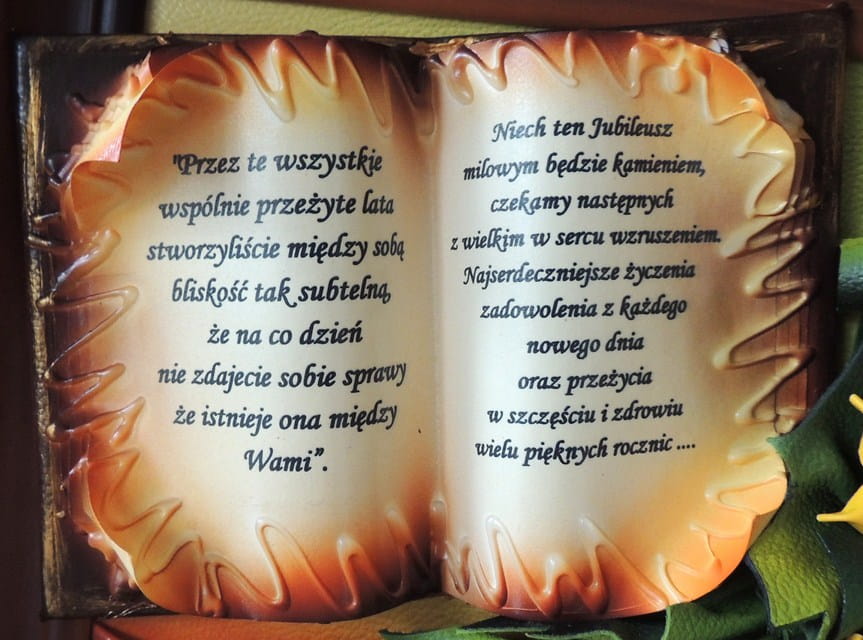 "Przez te wszystkie
wspólnie przeżyte lata
stworzyliście między sobą
bliskość tak subtelną,
że na co dzień
nie zdajecie sobie sprawy
że istnieje ona między
Wami".
Niech ten Jubileusz
milowym będzie kamieniem,
czekamy następnych
z wielkim w sercu wzruszeniem.
Najserdeczniejsze życzenia
zadowolenia z każdego
nowego dnia
oraz przeżycia
w szczęściu i zdrowiu
wielu pięknych rocznic ....